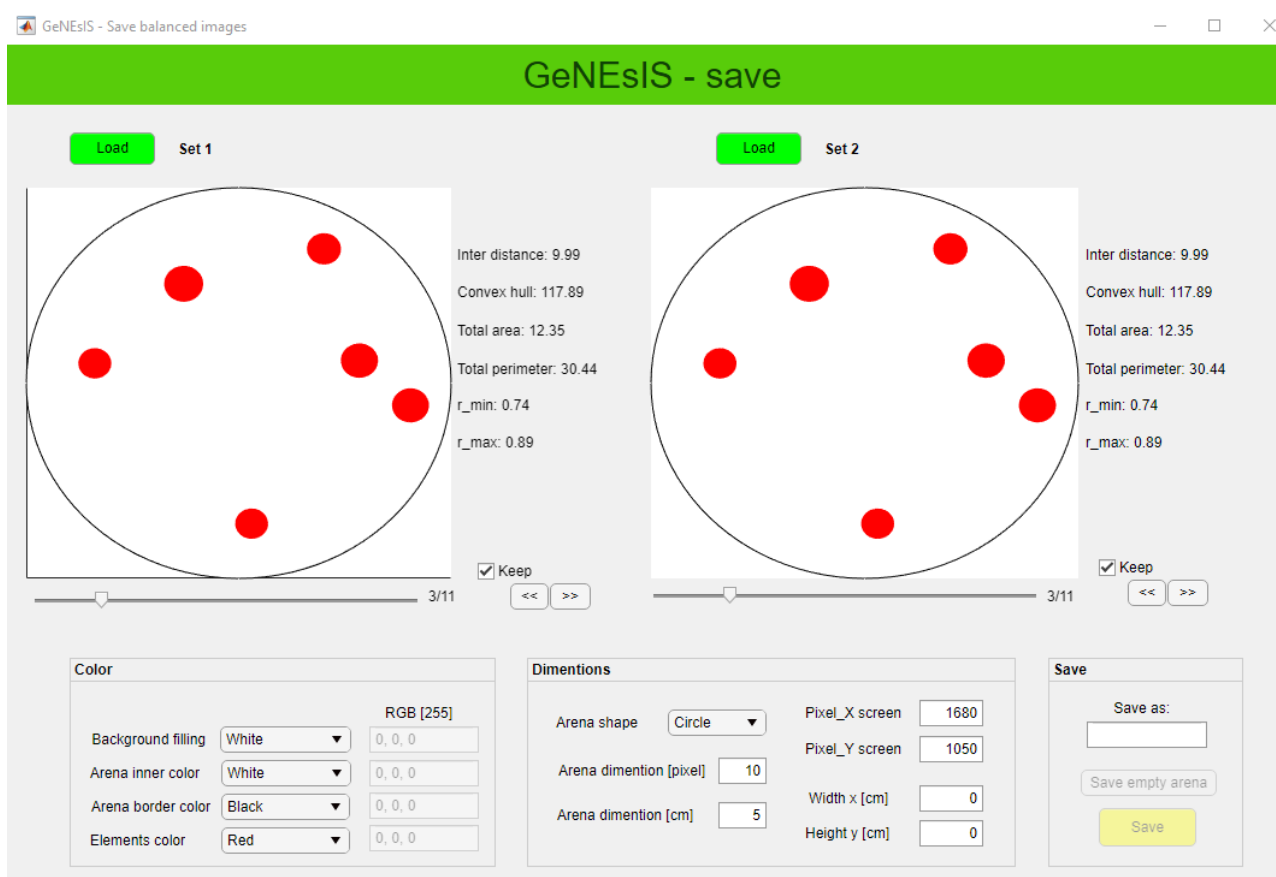 GeNEsIS - Save balanced images
GeNEsIS - save
Load Set 1
Load Set 2
Inter distance: 9.99
Convex hull: 117.89
Total area: 12.35
Total perimeter: 30.44
r_min: 0.74
r_max: 0.89
Keep
3/11 << >>
Inter distance: 9.99
Convex hull: 117.89
Total area: 12.35
Total perimeter: 30.44
r_min: 0.74
r_max: 0.89
Keep
3/11 << >>
Color
RGB [255]
Background filling White 0, 0, 0
Arena inner color White 0, 0, 0
Arena border color Black 0, 0, 0
Elements color Red 0, 0, 0
Dimentions
Arena shape Circle
Arena dimention [pixel] 10
Arena dimention [cm] 5
Pixel_X screen 1680
Pixel_Y screen 1050
Width x [cm] 0
Height y [cm] 0
Save
Save as:
Save empty arena
Save